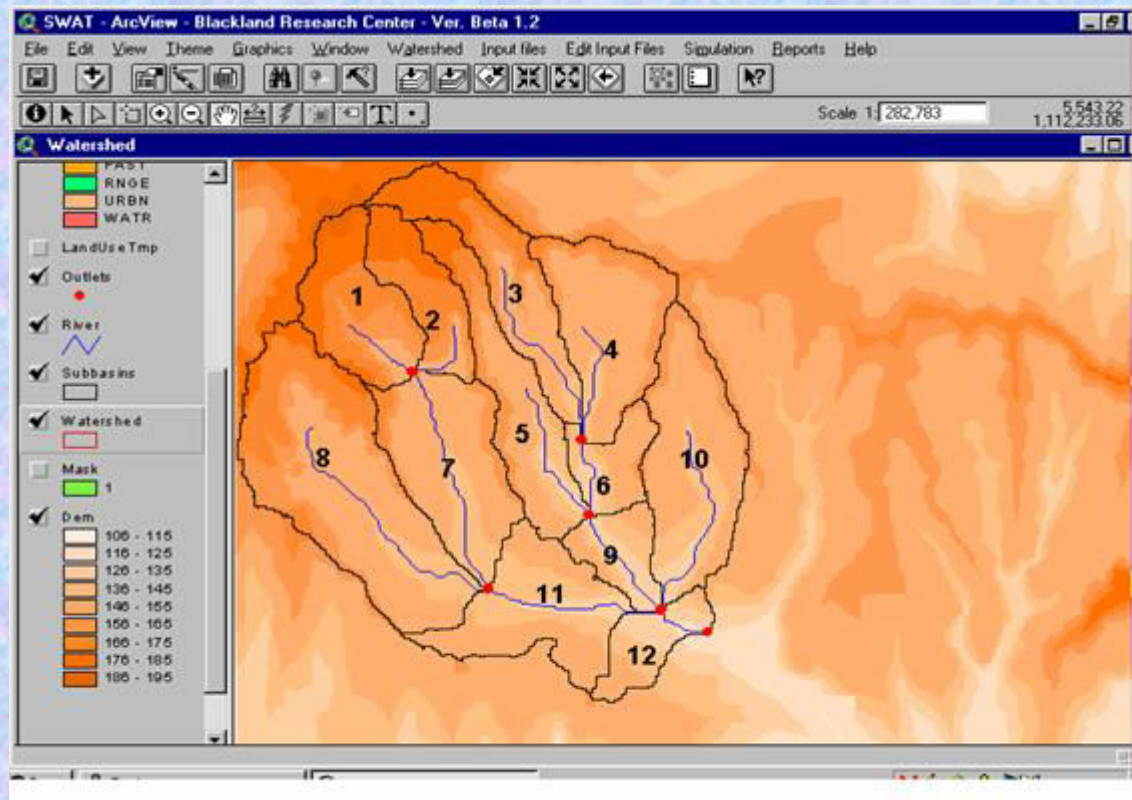 SWAT - ArcView - Blackland Research Center - Ver. Beta 1.2
File Edit View Theme Graphics Window Watershed Input files Edit Input Files Simulation Reports Help
Scale 1: 282,783
5,543.22
1,112,233.06
Watershed
PAST
RNGE
URBN
WATR
LandUseTmp
Outlets
River
Subbasins
Watershed
Mask
1
Dem
106 - 115
116 - 125
126 - 135
136 - 145
146 - 155
156 - 165
166 - 175
176 - 185
186 - 195
1
2
3
4
5
6
7
8
9
10
11
12